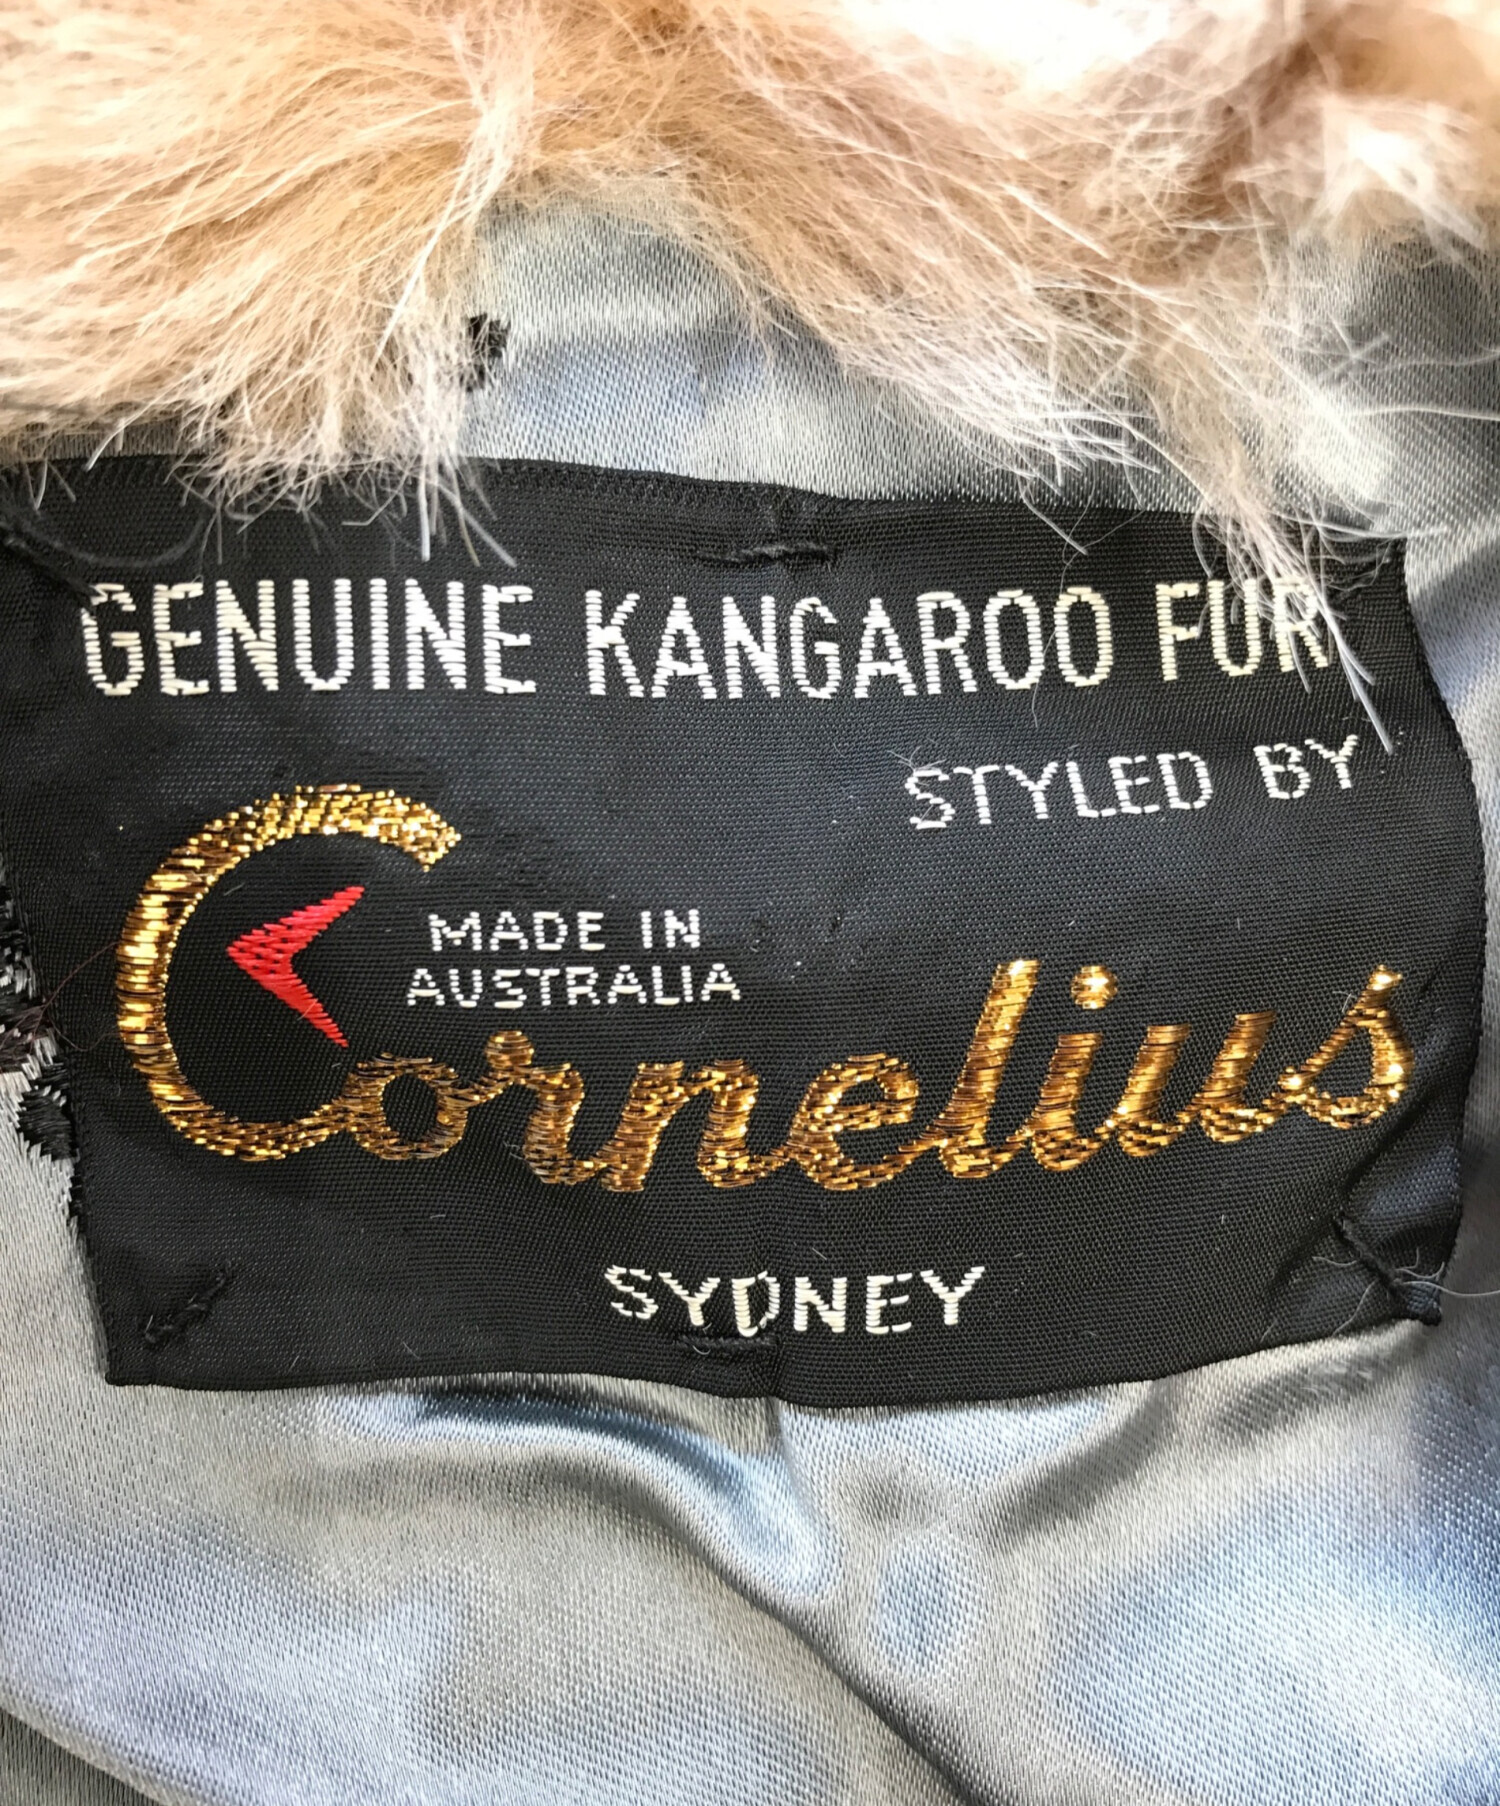 GENUINE KANGAROO FUR
STYLED BY
MADE IN
AUSTRALIA
Cornelius
SYDNEY